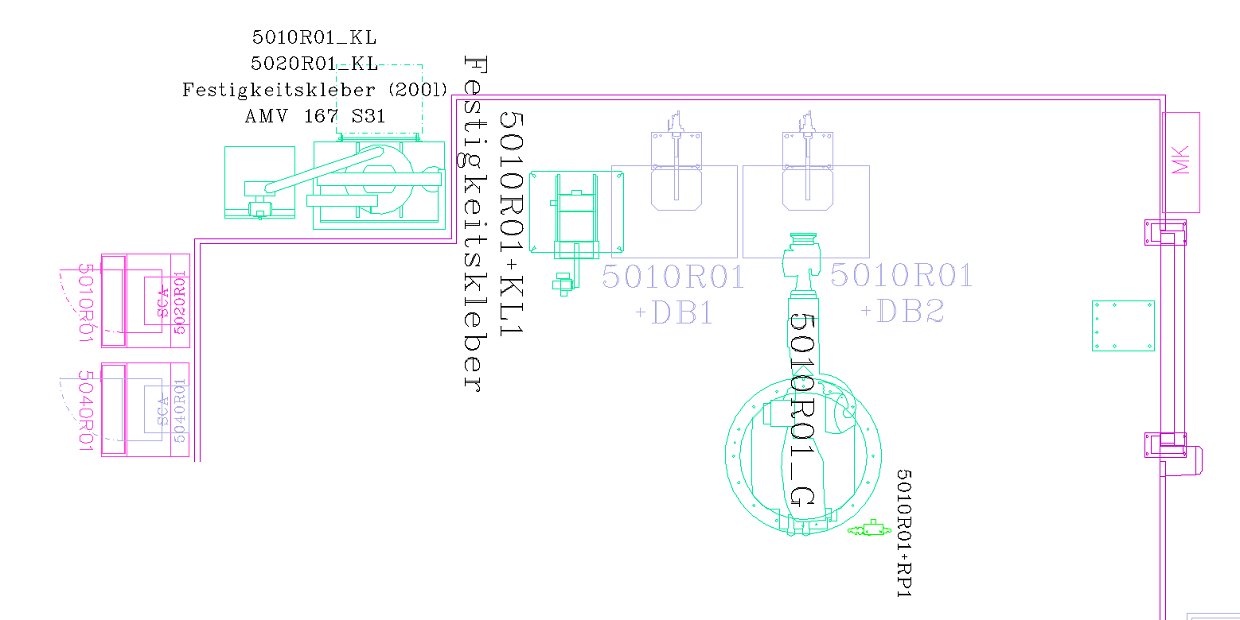 5010R01_KL
5020R01_KL
Festigkeitskleber (200l)
AMV 167 S31
Festigkeitskleber
5010R01+KL1
MK
5010R01
SCA
5020R01
5010R01
+DB1
5010R01
+DB2
5010R01_G
5040R01
SCA
5040R01
5010R01+RP1